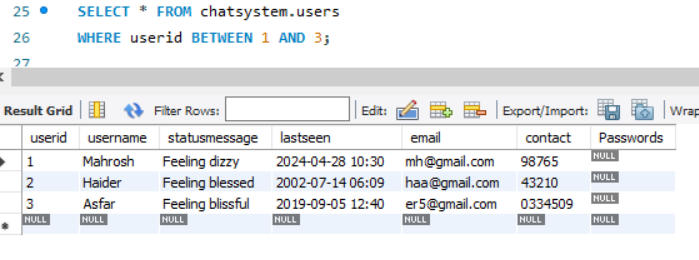 25 SELECT * FROM chatsystem.users
26 WHERE userid BETWEEN 1 AND 3;
27
Result Grid Filter Rows: Edit: Export/Import: Wrap
userid username statusmessage lastseen email contact Passwords
1 Mahrosh Feeling dizzy 2024-04-28 10:30 mh@gmail.com 98765 NULL
2 Haider Feeling blessed 2002-07-14 06:09 haa@gmail.com 43210 NULL
3 Asfar Feeling blissful 2019-09-05 12:40 er5@gmail.com 0334509 NULL
NULL NULL NULL NULL NULL NULL NULL